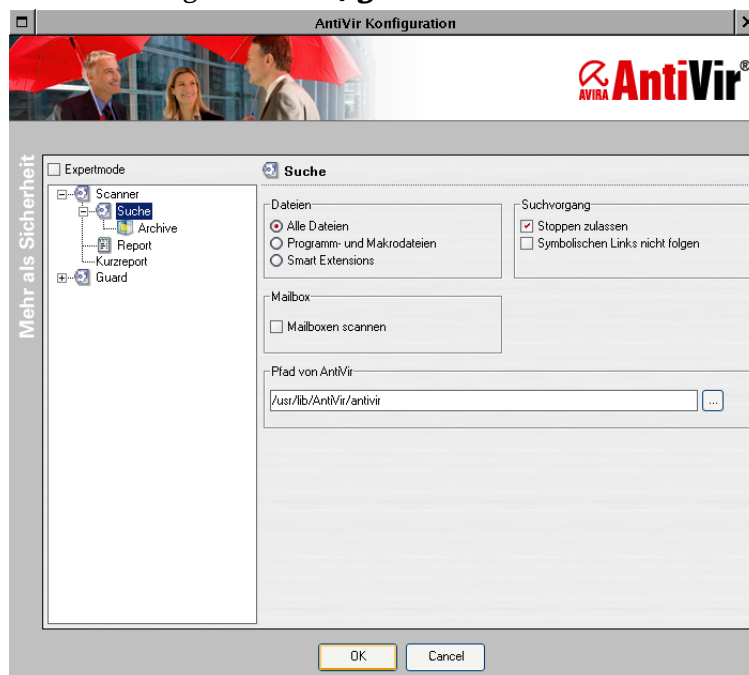 AntiVir Konfiguration
AVIRA AntiVir®
Mehr als Sicherheit
Expertmode
Scanner
Suche
Archive
Report
Kurzreport
Guard
Suche
Dateien
Alle Dateien
Programm- und Makrodateien
Smart Extensions
Suchvorgang
Stoppen zulassen
Symbolischen Links nicht folgen
Mailbox
Mailboxen scannen
Pfad von AntiVir
/usr/lib/AntiVir/antivir
...
OK
Cancel